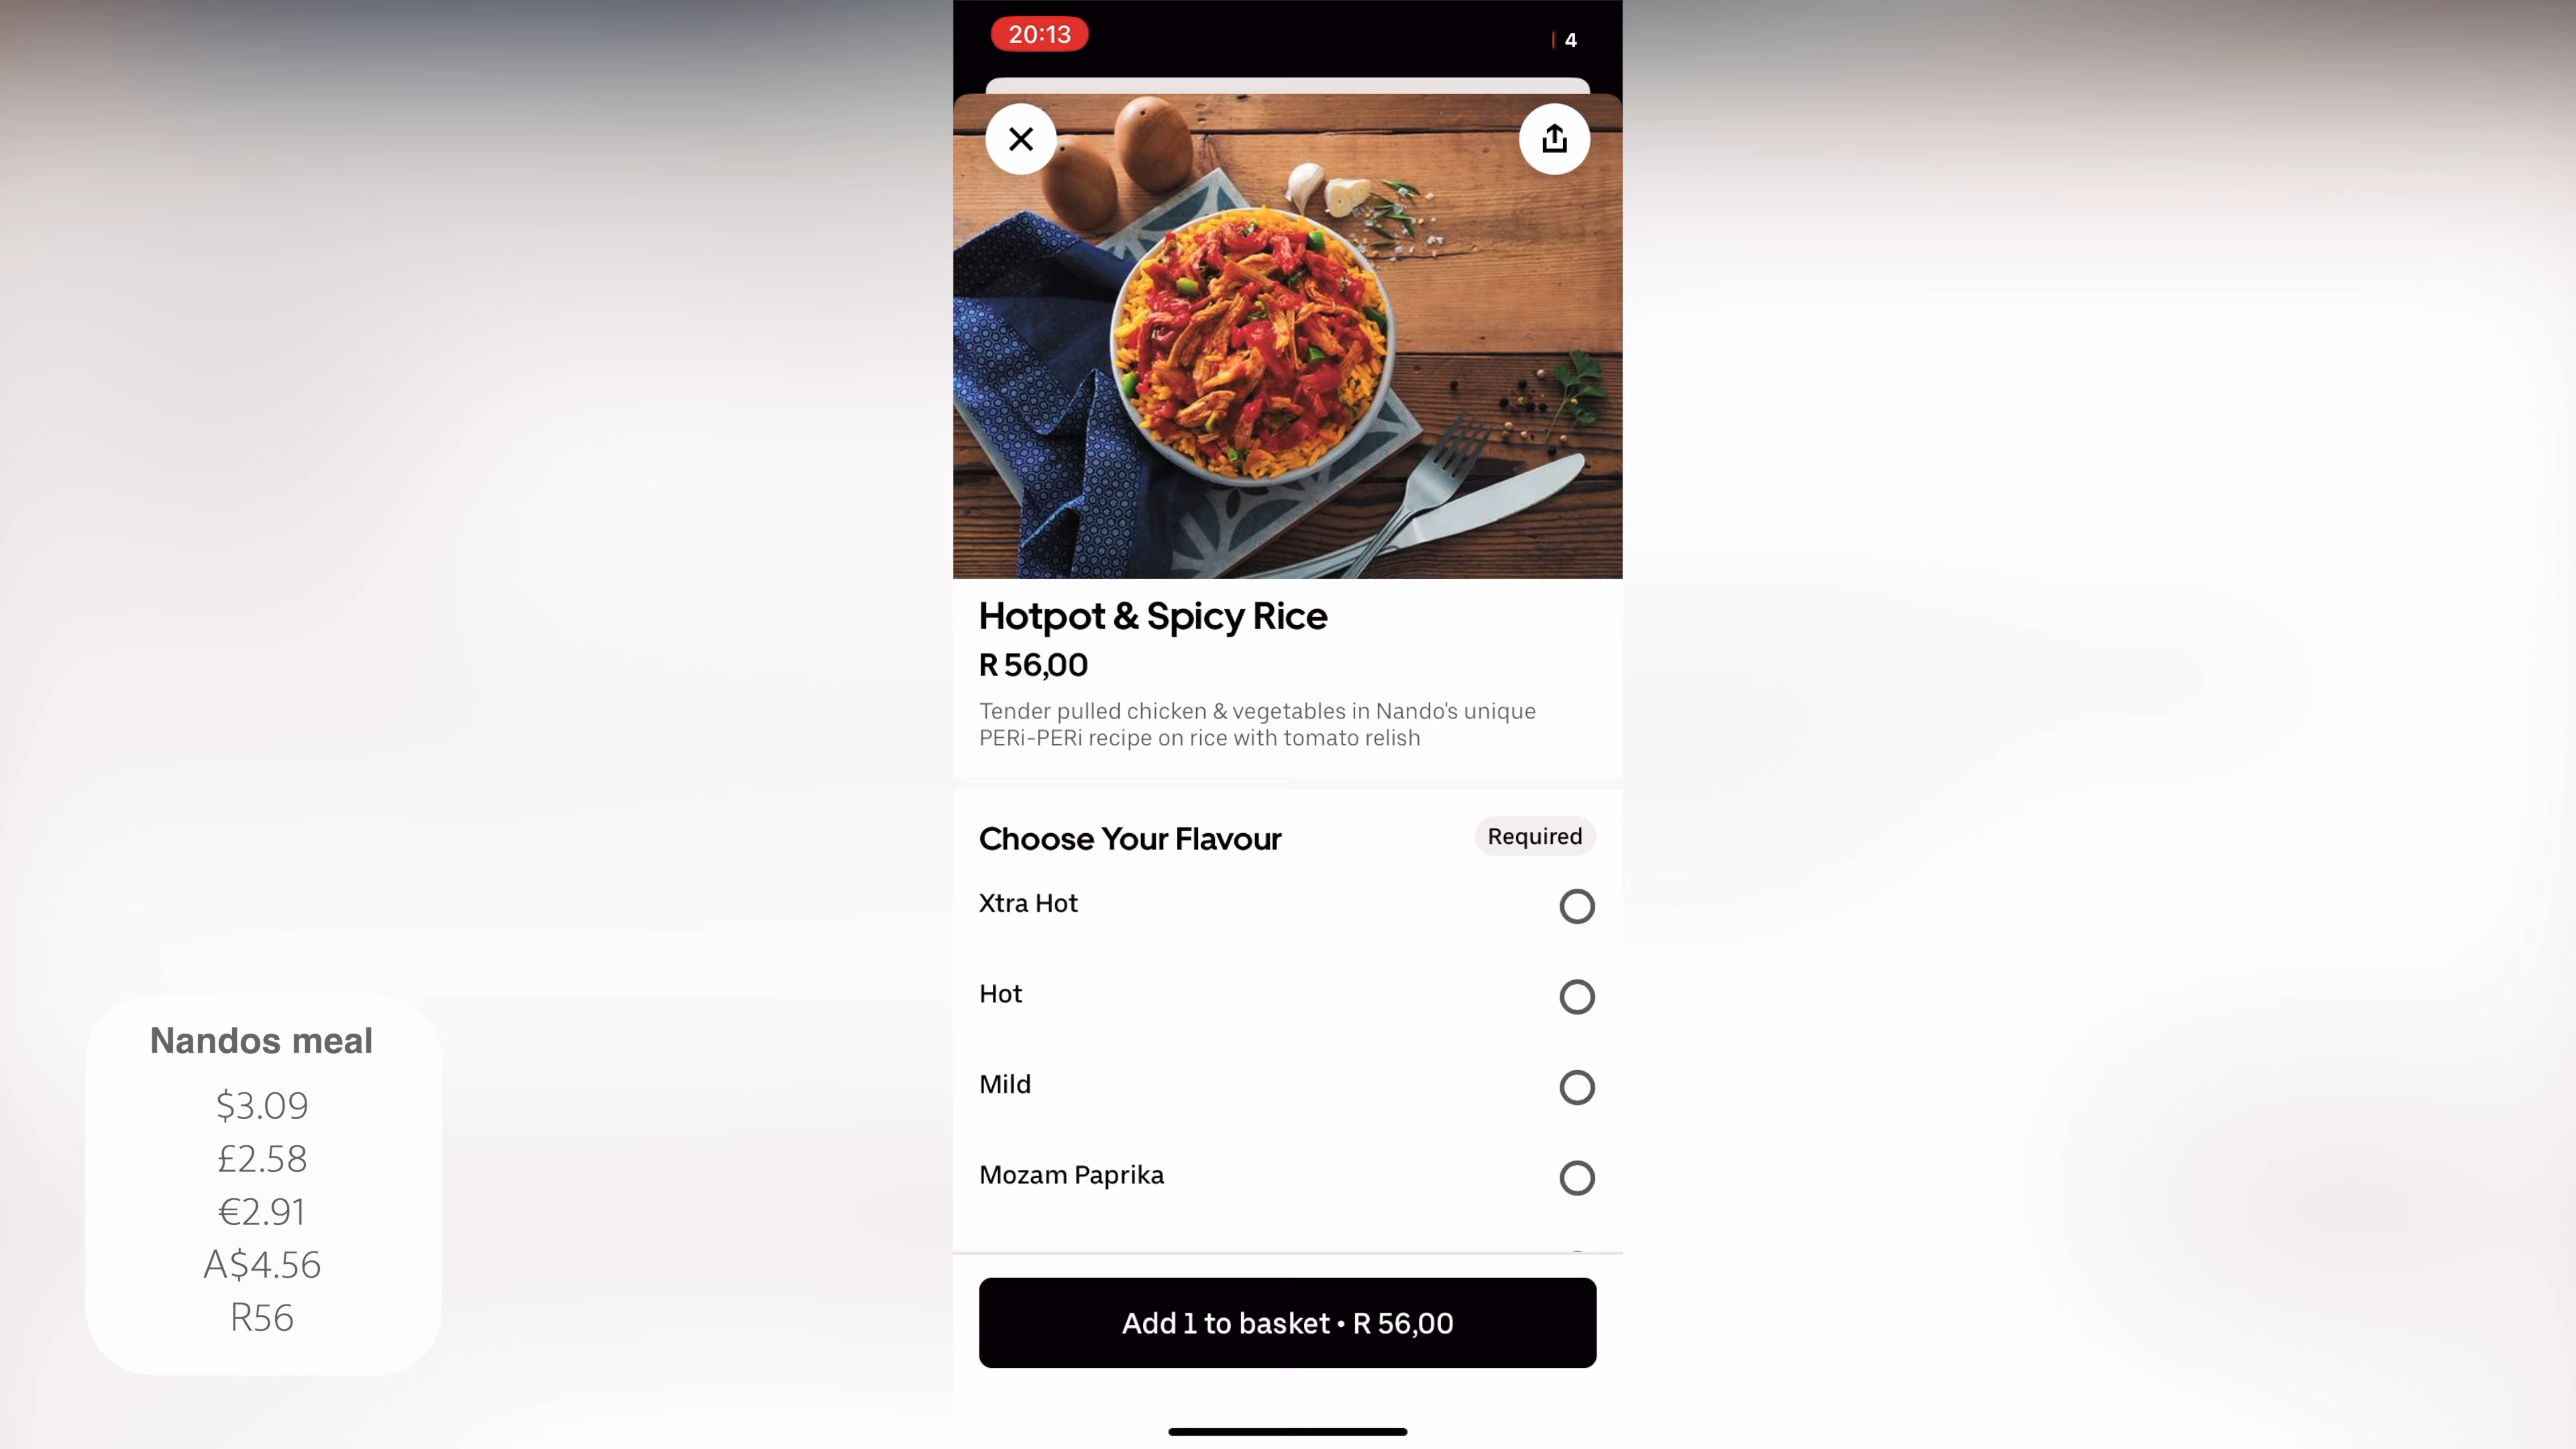 20:13
4
Hotpot & Spicy Rice
R 56,00
Tender pulled chicken & vegetables in Nando's unique
PERi-PERi recipe on rice with tomato relish
Choose Your Flavour
Required
Xtra Hot
Hot
Mild
Mozam Paprika
Add 1 to basket • R 56,00
Nandos meal
$3.09
£2.58
€2.91
A$4.56
R56